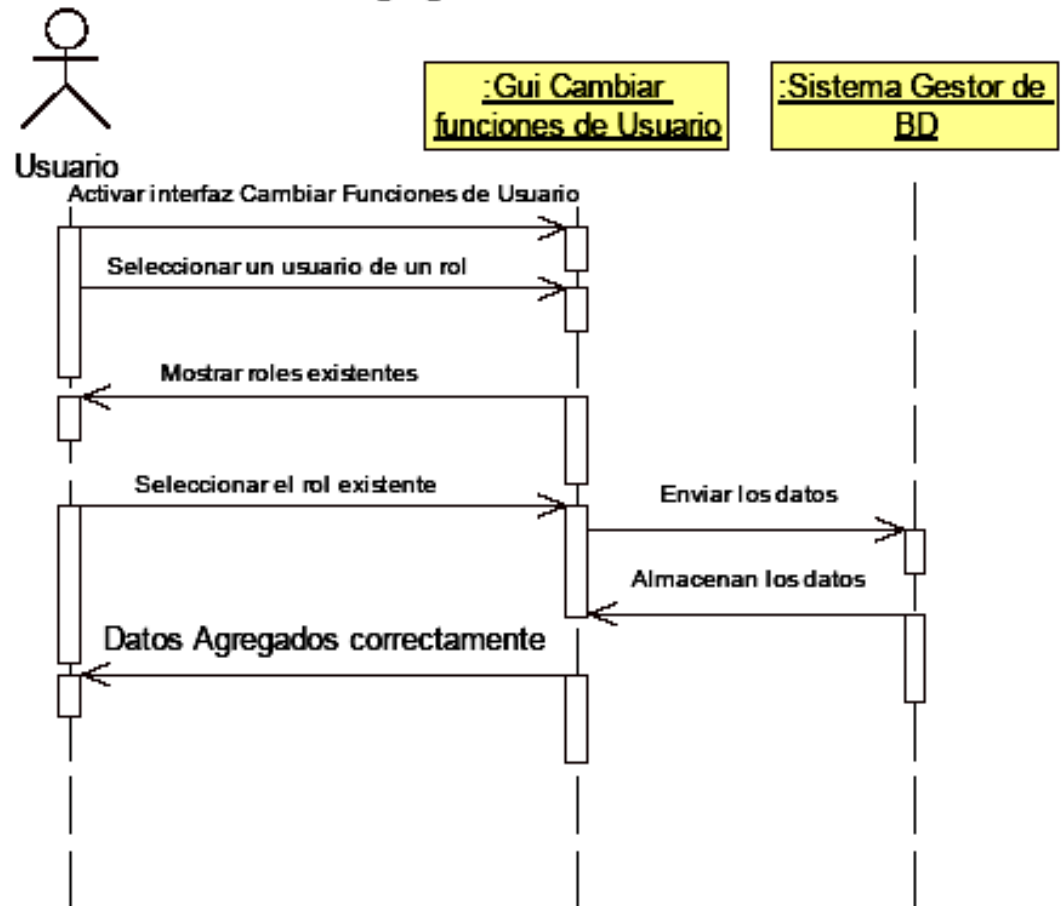 :Gui Cambiar
funciones de Usuario
:Sistema Gestor de
BD
Usuario
Activar interfaz Cambiar Funciones de Usuario
Seleccionar un usuario de un rol
Mostrar roles existentes
Seleccionar el rol existente
Enviar los datos
Almacenan los datos
Datos Agregados correctamente